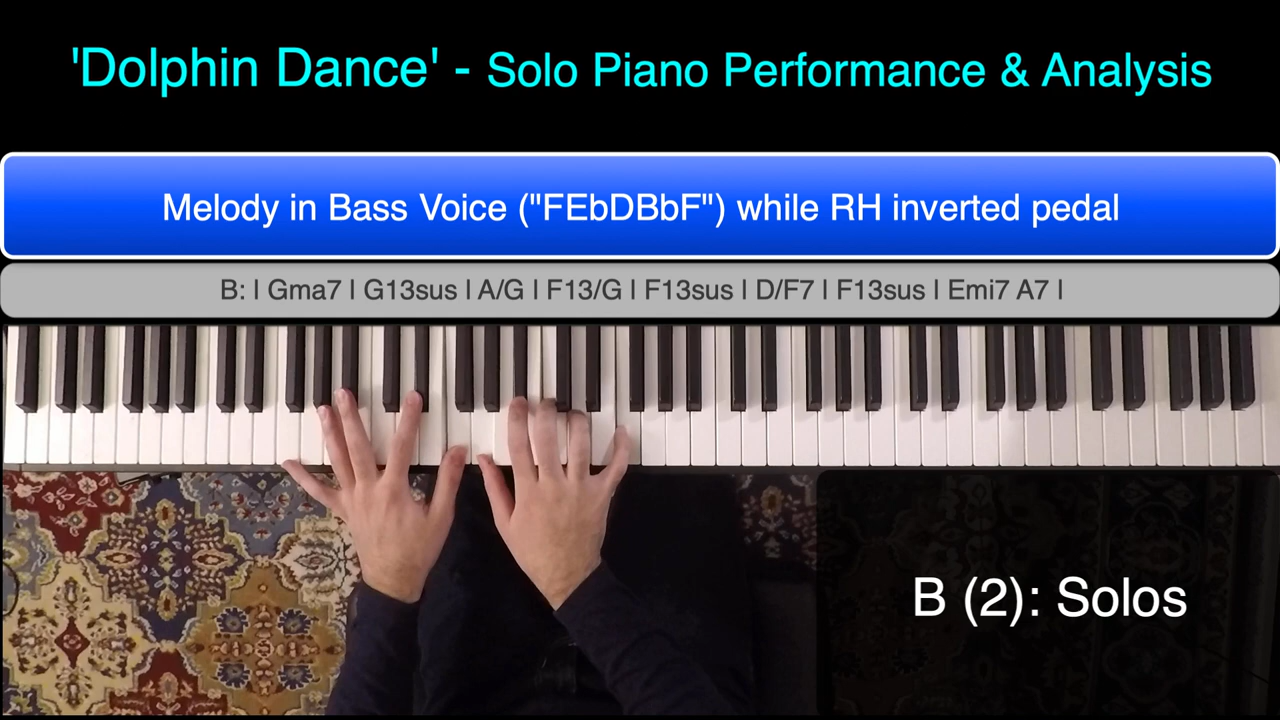 'Dolphin Dance' - Solo Piano Performance & Analysis
Melody in Bass Voice ("FEbDBbF") while RH inverted pedal
B: | Gma7 | G13sus | A/G | F13/G | F13sus | D/F7 | F13sus | Emi7 A7 |
B (2): Solos